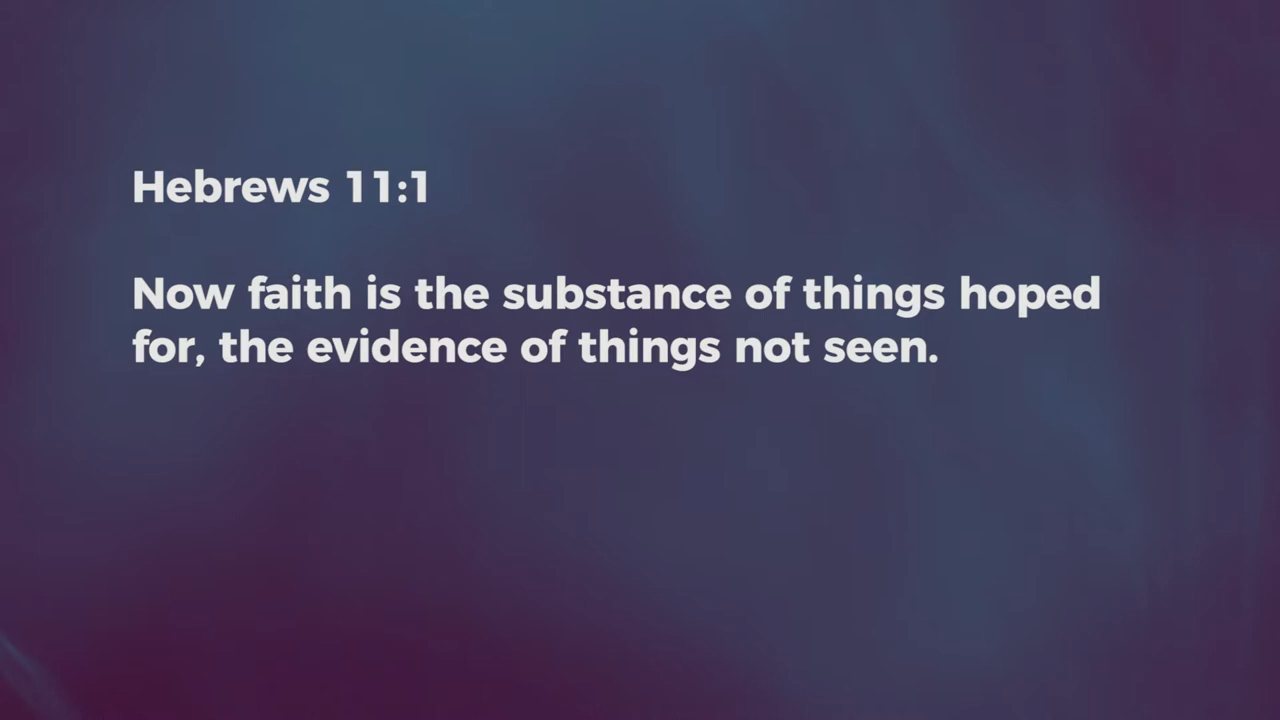 Hebrews 11:1
Now faith is the substance of things hoped
for, the evidence of things not seen.